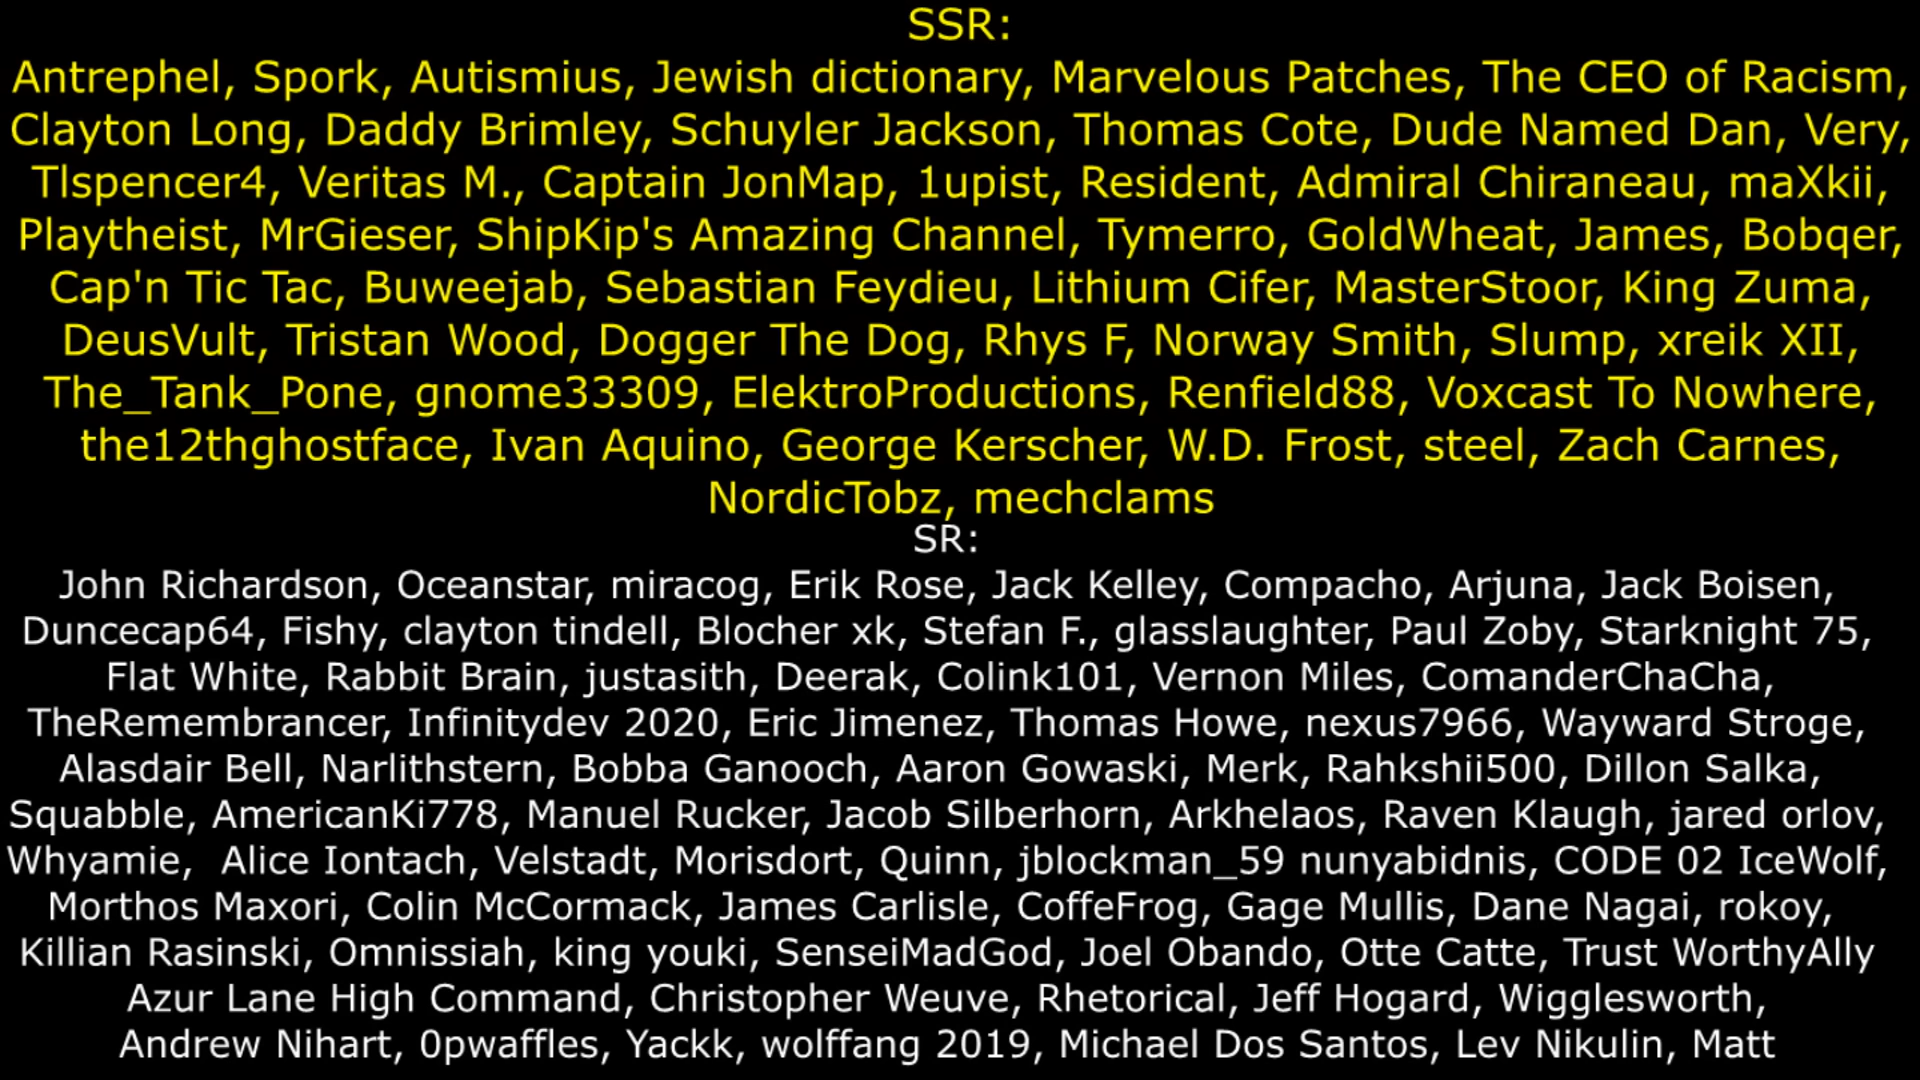 SSR:
Antrephel, Spork, Autismius, Jewish dictionary, Marvelous Patches, The CEO of Racism,
Clayton Long, Daddy Brimley, Schuyler Jackson, Thomas Cote, Dude Named Dan, Very,
Tlspencer4, Veritas M., Captain JonMap, 1upist, Resident, Admiral Chiraneau, maXkii,
Playtheist, MrGieser, ShipKip's Amazing Channel, Tymerro, GoldWheat, James, Bobqer,
Cap'n Tic Tac, Buweejab, Sebastian Feydieu, Lithium Cifer, MasterStoor, King Zuma,
DeusVult, Tristan Wood, Dogger The Dog, Rhys F, Norway Smith, Slump, xreik XII,
The_Tank_Pone, gnome33309, ElektroProductions, Renfield88, Voxcast To Nowhere,
the12thghostface, Ivan Aquino, George Kerscher, W.D. Frost, steel, Zach Carnes,
NordicTobz, mechclams
SR:
John Richardson, Oceanstar, miracog, Erik Rose, Jack Kelley, Compacho, Arjuna, Jack Boisen,
Duncecap64, Fishy, clayton tindell, Blocher xk, Stefan F., glasslaughter, Paul Zoby, Starknight 75,
Flat White, Rabbit Brain, justasith, Deerak, Colink101, Vernon Miles, ComanderChaCha,
TheRemembrancer, Infinitydev 2020, Eric Jimenez, Thomas Howe, nexus7966, Wayward Stroge,
Alasdair Bell, Narlithstern, Bobba Ganooch, Aaron Gowaski, Merk, Rahkshii500, Dillon Salka,
Squabble, AmericanKi778, Manuel Rucker, Jacob Silberhorn, Arkhelaos, Raven Klaugh, jared orlov,
Whyamie,  Alice Iontach, Velstadt, Morisdort, Quinn, jblockman_59 nunyabidnis, CODE 02 IceWolf,
Morthos Maxori, Colin McCormack, James Carlisle, CoffeFrog, Gage Mullis, Dane Nagai, rokoy,
Killian Rasinski, Omnissiah, king youki, SenseiMadGod, Joel Obando, Otte Catte, Trust WorthyAlly
Azur Lane High Command, Christopher Weuve, Rhetorical, Jeff Hogard, Wigglesworth,
Andrew Nihart, 0pwaffles, Yackk, wolffang 2019, Michael Dos Santos, Lev Nikulin, Matt